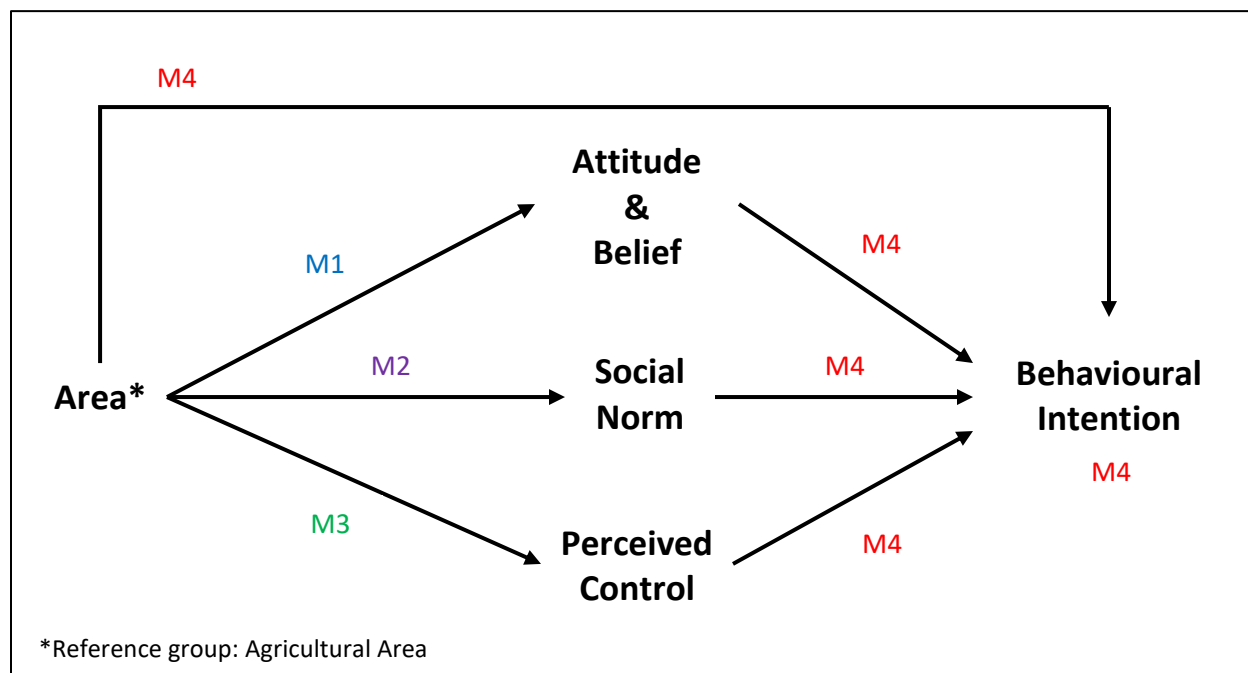 M4
Attitude
&
Belief
M1
M4
Area*
M2
Social
Norm
M4
Behavioural
Intention
M4
M3
Perceived
Control
M4
*Reference group: Agricultural Area